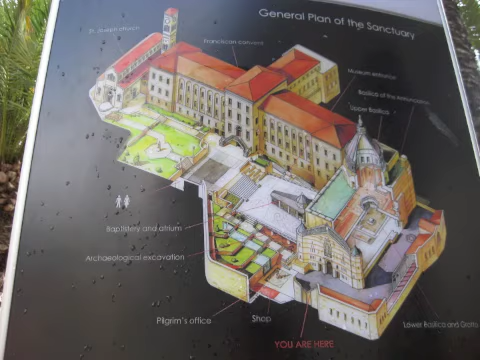 General Plan of the Sanctuary
St. Joseph church
Franciscan convent
Museum entrance
Basilica of the Annunciation
Upper Basilica
Baptistery and atrium
Archaeological excavation
Pilgrim's office
Shop
YOU ARE HERE
Lower Basilica and Grotto